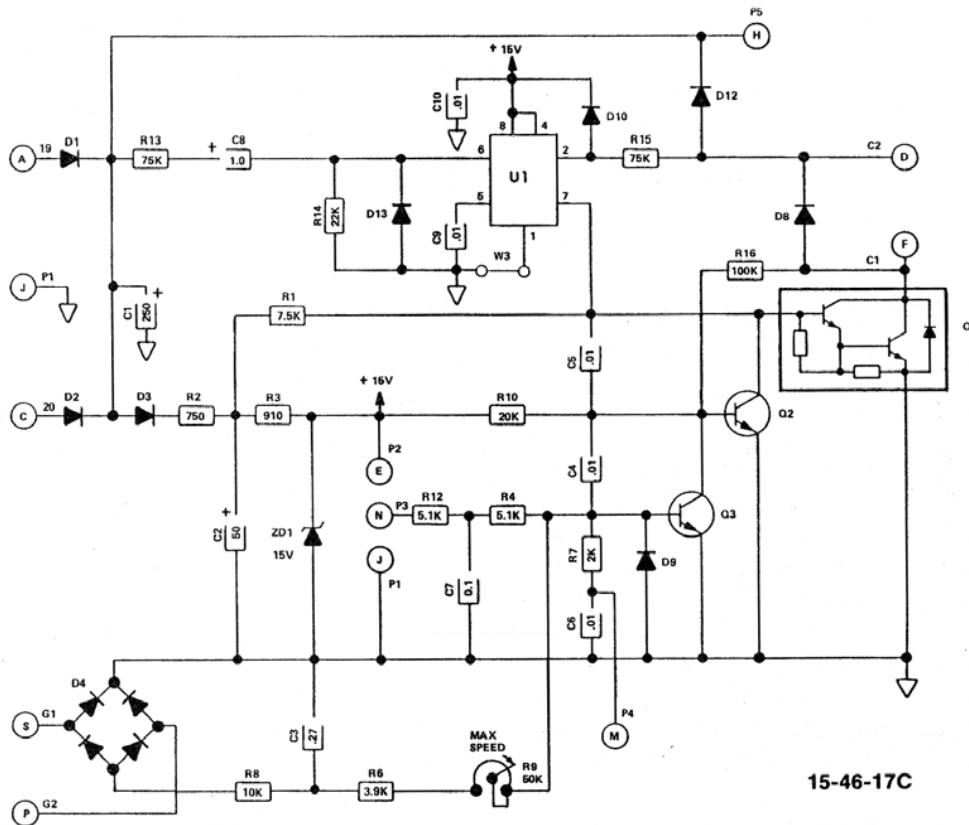 P5
H
+ 15V
C10
.01
D12
D10
8
4
A
19
D1
R13
75K
+
C8
1.0
6
U1
2
R15
75K
C2
D
R14
22K
D13
5
7
C9
.01
1
W3
D8
F
J
P1
R16
100K
C1
C1
+
250
R1
7.5K
C5
.01
C
20
D2
D3
R2
750
R3
910
+ 15V
R10
20K
Q2
P2
E
C4
.01
N
P3
R12
5.1K
R4
5.1K
Q3
+
C2
50
ZD1
15V
J
P1
C7
0.1
R7
2K
D9
C6
.01
D4
S
G1
C3
.27
P4
M
MAX
SPEED
R9
50K
R8
10K
R6
3.9K
P
G2
15-46-17C